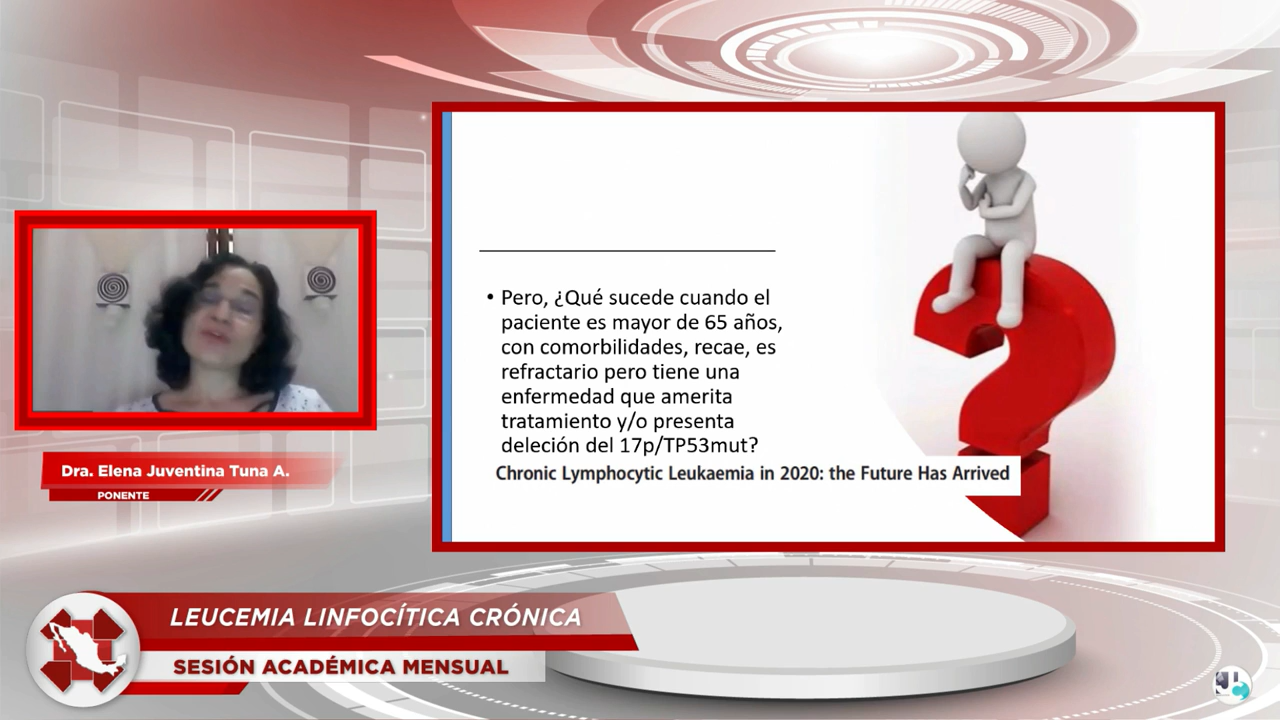 • Pero, ¿Qué sucede cuando el
paciente es mayor de 65 años,
con comorbilidades, recae, es
refractario pero tiene una
enfermedad que amerita
tratamiento y/o presenta
deleción del 17p/TP53mut?
Chronic Lymphocytic Leukaemia in 2020: the Future Has Arrived
Dra. Elena Juventina Tuna A.
PONENTE
LEUCEMIA LINFOCÍTICA CRÓNICA
SESIÓN ACADÉMICA MENSUAL